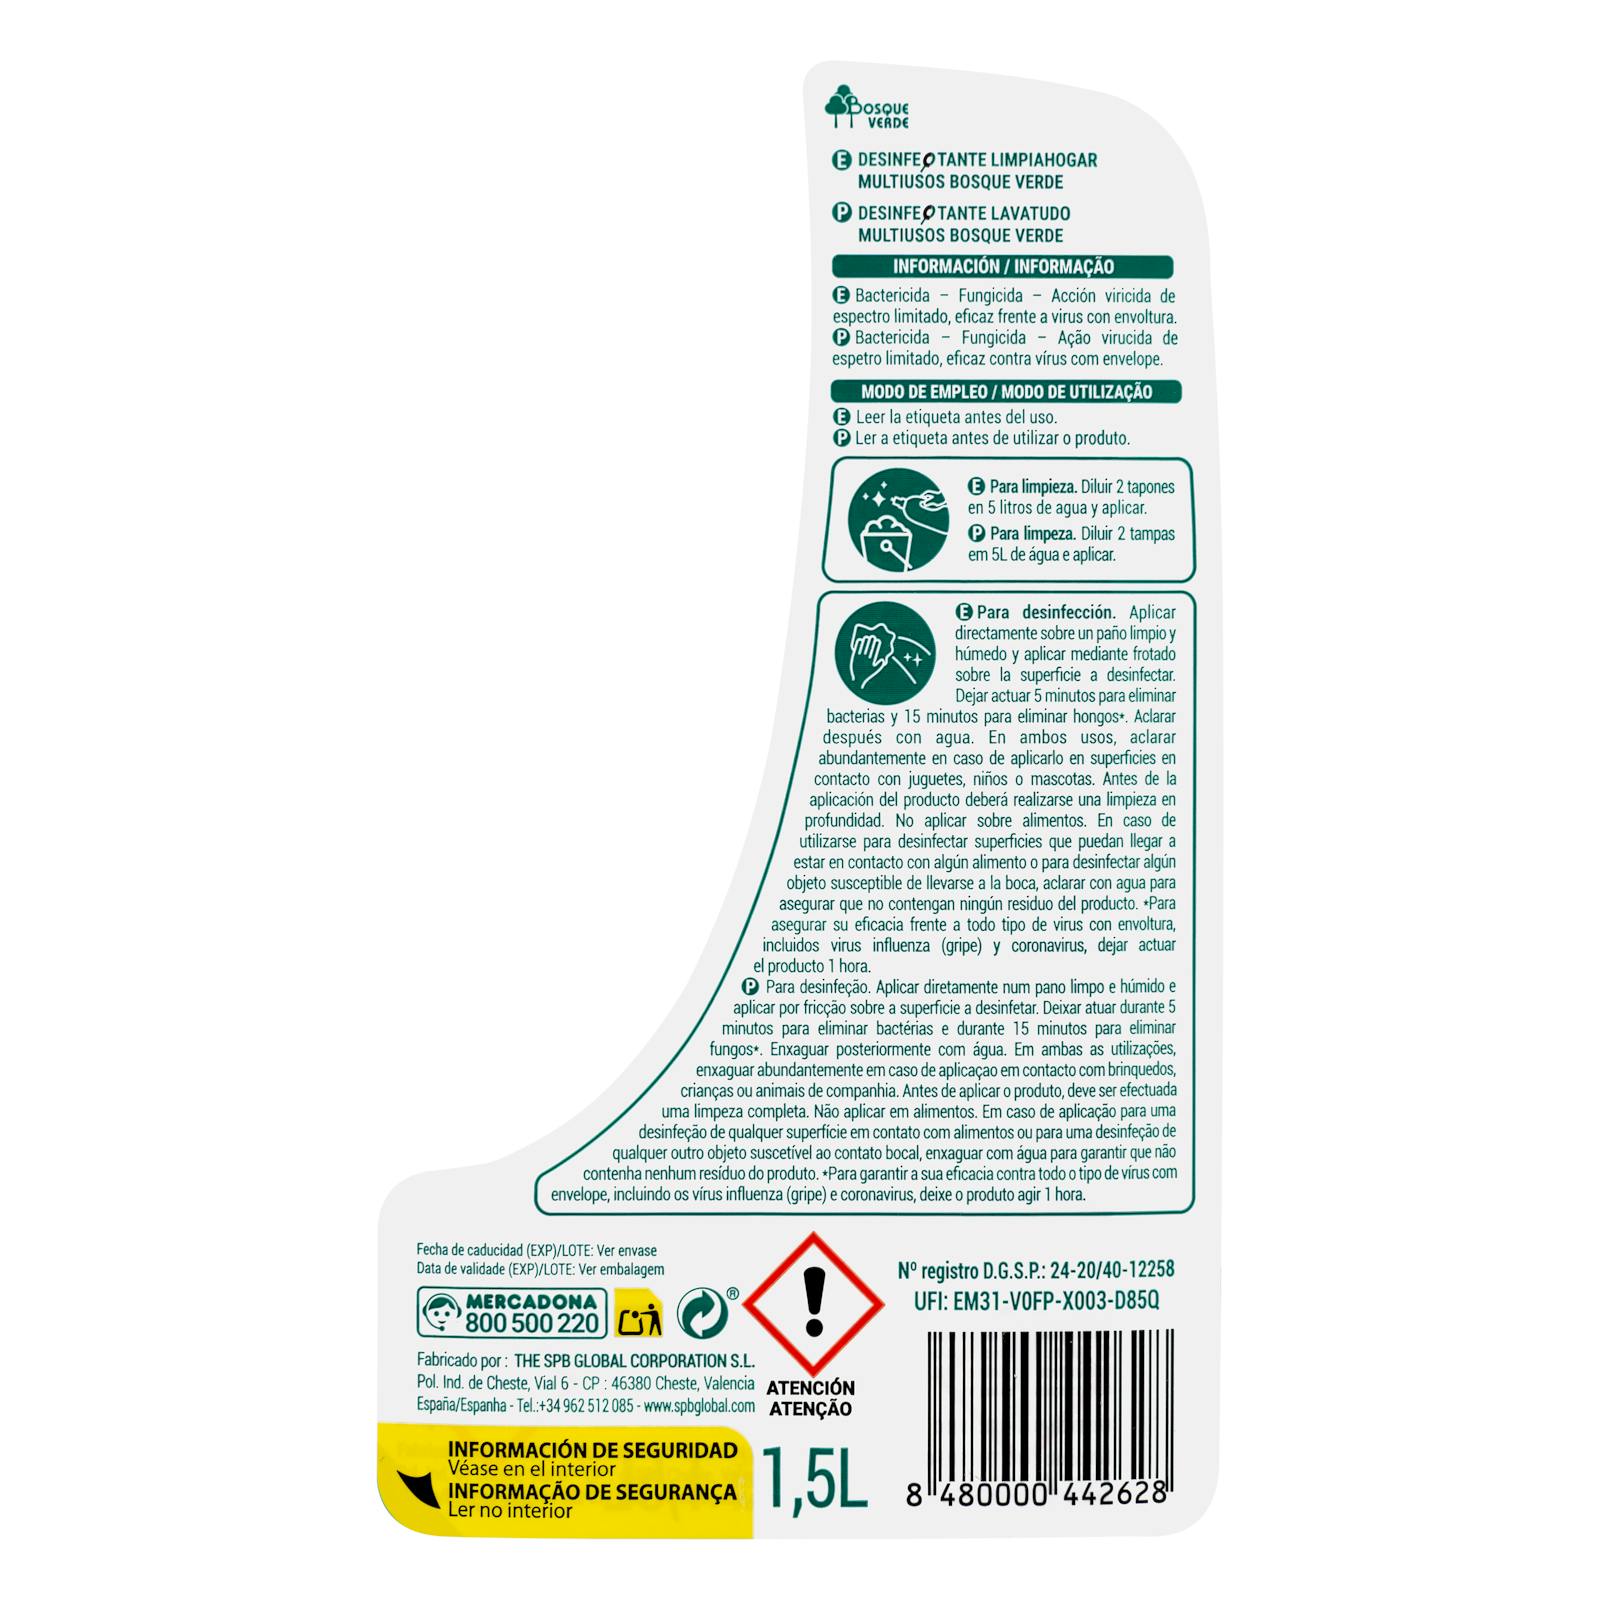 BOSQUE
VERDE
E DESINFECTANTE LIMPIAHOGAR
MULTIUSOS BOSQUE VERDE
P DESINFETANTE LAVATUDO
MULTIUSOS BOSQUE VERDE
INFORMACIÓN / INFORMAÇÃO
E Bactericida – Fungicida – Acción viricida de
espectro limitado, eficaz frente a virus con envoltura.
P Bactericida – Fungicida – Ação virucida de
espetro limitado, eficaz contra vírus com envelope.
MODO DE EMPLEO / MODO DE UTILIZAÇÃO
E Leer la etiqueta antes del uso.
P Ler a etiqueta antes de utilizar o produto.
E Para limpieza. Diluir 2 tapones
en 5 litros de agua y aplicar.
P Para limpeza. Diluir 2 tampas
em 5L de água e aplicar.
E Para desinfección. Aplicar
directamente sobre un paño limpio y
húmedo y aplicar mediante frotado
sobre la superficie a desinfectar.
Dejar actuar 5 minutos para eliminar
bacterias y 15 minutos para eliminar hongos*. Aclarar
después con agua. En ambos usos, aclarar
abundantemente en caso de aplicarlo en superficies en
contacto con juguetes, niños o mascotas. Antes de la
aplicación del producto deberá realizarse una limpieza en
profundidad. No aplicar sobre alimentos. En caso de
utilizarse para desinfectar superficies que puedan llegar a
estar en contacto con algún alimento o para desinfectar algún
objeto susceptible de llevarse a la boca, aclarar con agua para
asegurar que no contengan ningún residuo del producto. *Para
asegurar su eficacia frente a todo tipo de virus con envoltura,
incluidos virus influenza (gripe) y coronavirus, dejar actuar
el producto 1 hora.
P Para desinfeção. Aplicar diretamente num pano limpo e húmido e
aplicar por fricção sobre a superficie a desinfetar. Deixar atuar durante 5
minutos para eliminar bactérias e durante 15 minutos para eliminar
fungos*. Enxaguar posteriormente com água. Em ambas as utilizações,
enxaguar abundantemente em caso de aplicaçao em contacto com brinquedos,
crianças ou animais de companhia. Antes de aplicar o produto, deve ser efectuada
uma limpeza completa. Não aplicar em alimentos. Em caso de aplicação para uma
desinfeção de qualquer superfície em contato com alimentos ou para uma desinfeção de
qualquer outro objeto suscetível ao contato bocal, enxaguar com água para garantir que não
contenha nenhum resíduo do produto. *Para garantir a sua eficacia contra todo o tipo de vírus com
envelope, incluindo os vírus influenza (gripe) e coronavirus, deixe o produto agir 1 hora.
Fecha de caducidad (EXP)/LOTE: Ver envase
Data de validade (EXP)/LOTE: Ver embalagem
MERCADONA
800 500 220
®
Fabricado por : THE SPB GLOBAL CORPORATION S.L.
Pol. Ind. de Cheste, Vial 6 - CP : 46380 Cheste, Valencia
España/Espanha - Tel.:+34 962 512 085 - www.spbglobal.com
ATENCIÓN
ATENÇÃO
Nº registro D.G.S.P.: 24-20/40-12258
UFI: EM31-V0FP-X003-D85Q
INFORMACIÓN DE SEGURIDAD
Véase en el interior
INFORMAÇÃO DE SEGURANÇA
Ler no interior
1,5L
8 480000 442628